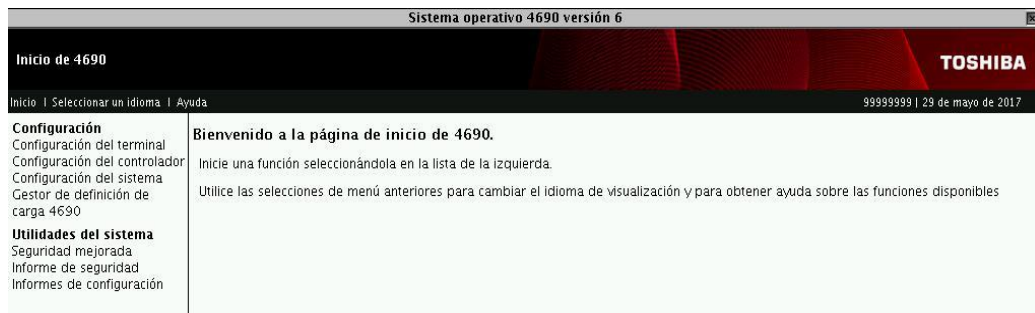 Sistema operativo 4690 versión 6
Inicio de 4690
TOSHIBA
Inicio | Seleccionar un idioma | Ayuda
99999999 | 29 de mayo de 2017
Configuración
Configuración del terminal
Configuración del controlador
Configuración del sistema
Gestor de definición de
carga 4690
Utilidades del sistema
Seguridad mejorada
Informe de seguridad
Informes de configuración
Bienvenido a la página de inicio de 4690.
Inicie una función seleccionándola en la lista de la izquierda.
Utilice las selecciones de menú anteriores para cambiar el idioma de visualización y para obtener ayuda sobre las funciones disponibles